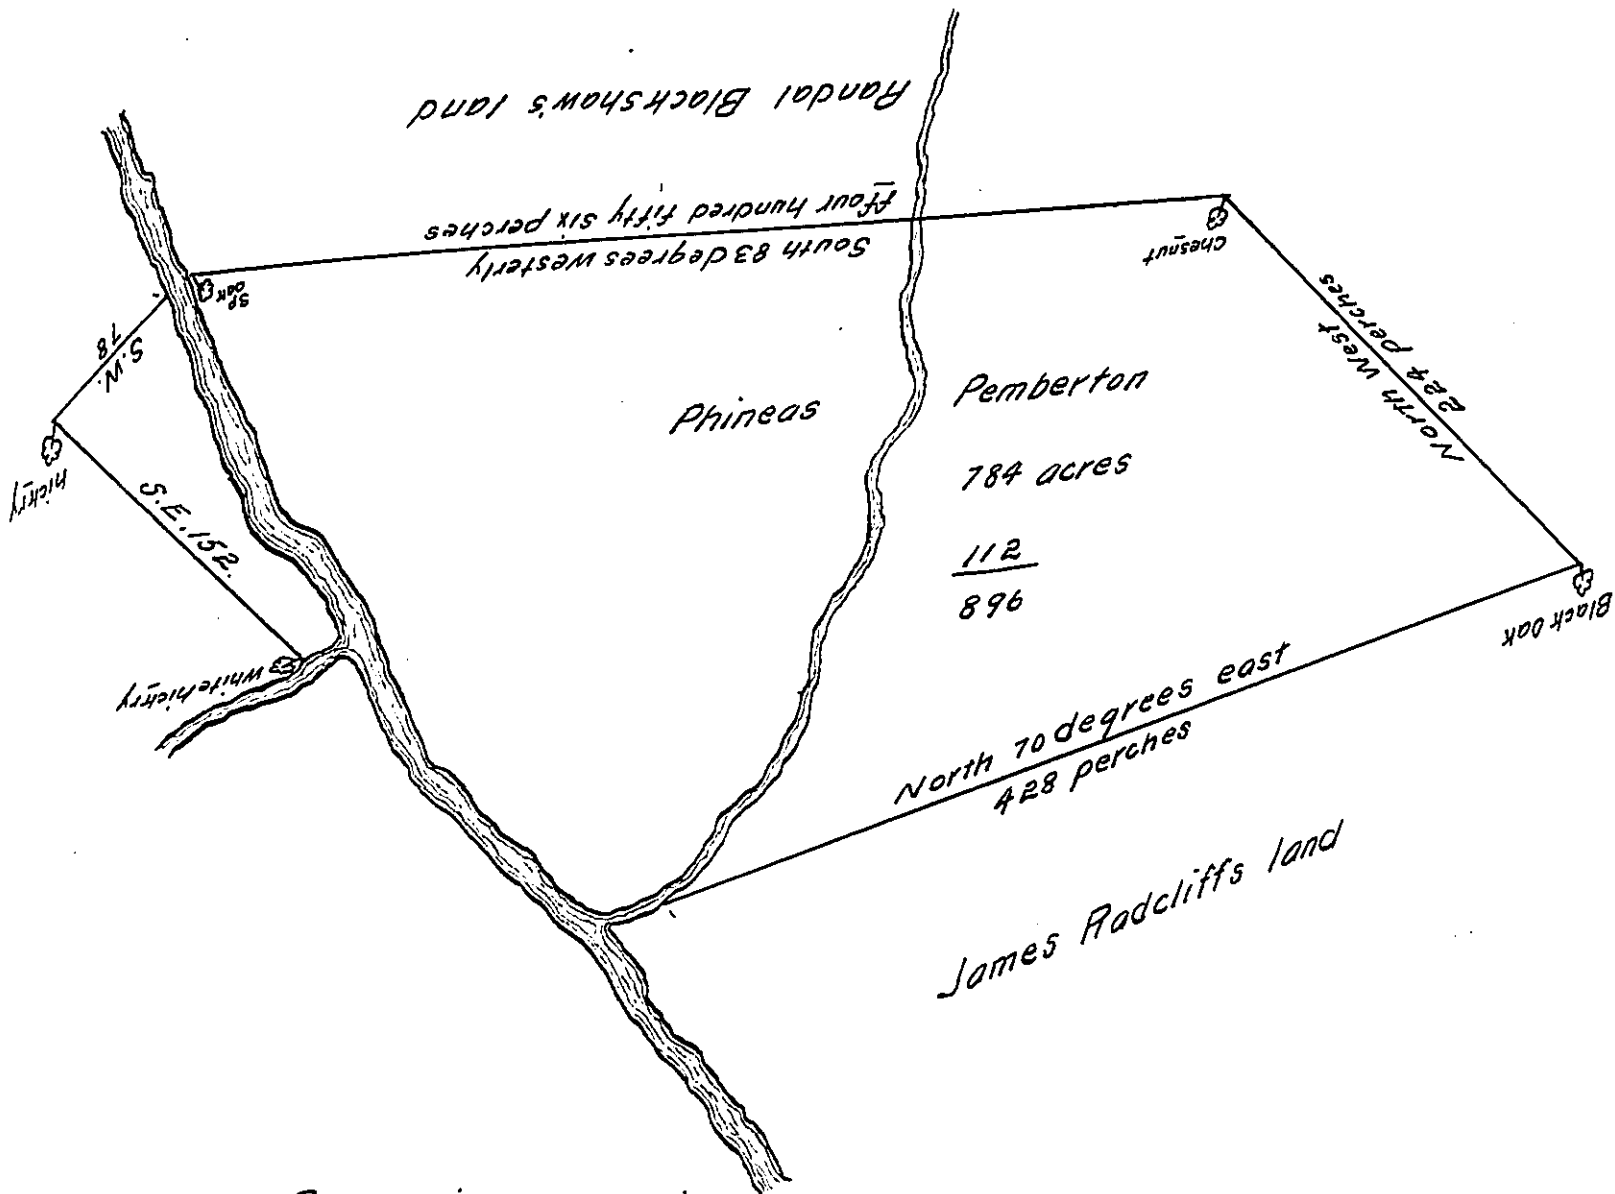 Randal Blackshaw's land
ffour hundred fifty six perches
South 83 degrees westerly
Chesnut
SP
oak
North West
224 perches
S.W.
78
hickry
S.E. 152.
whitehickry
Phineas Pemberton
784 acres
112
896
Black Oak
North 70 degrees east
428 perches
James Radcliffs land